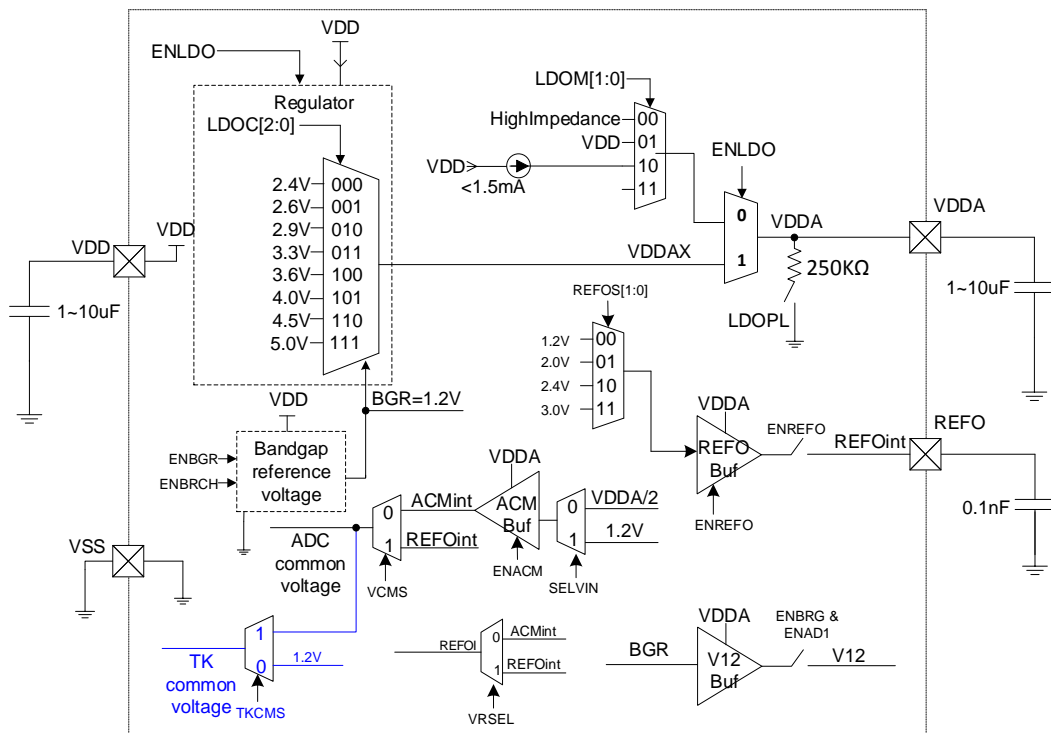 VDD
ENLDO
Regulator
LDOC[2:0]
2.4V 000
2.6V 001
2.9V 010
3.3V 011
3.6V 100
4.0V 101
4.5V 110
5.0V 111
LDOM[1:0]
HighImpedance 00
VDD 01
VDD 10
<1.5mA 11
ENLDO
0
1
VDDAX
VDDA
VDDA
250KΩ
LDOPL
1~10uF
VDD
VDD
1~10uF
REFOS[1:0]
1.2V 00
2.0V 01
2.4V 10
3.0V 11
VDDA
REFO
Buf
ENREFO
ENREFO
REFOint
REFO
0.1nF
BGR=1.2V
VDD
Bandgap
reference
voltage
ENBGR
ENBRCH
VSS
ADC
common
voltage
0
1
ACMint
REFOint
VCMS
VDDA
ACM
Buf
ENACM
0 VDDA/2
1 1.2V
SELVIN
TK
common
voltage
1
0 1.2V
TKCMS
REFOI
0 ACMint
1 REFOint
VRSEL
BGR
VDDA
V12
Buf
ENBRG &
ENAD1
V12